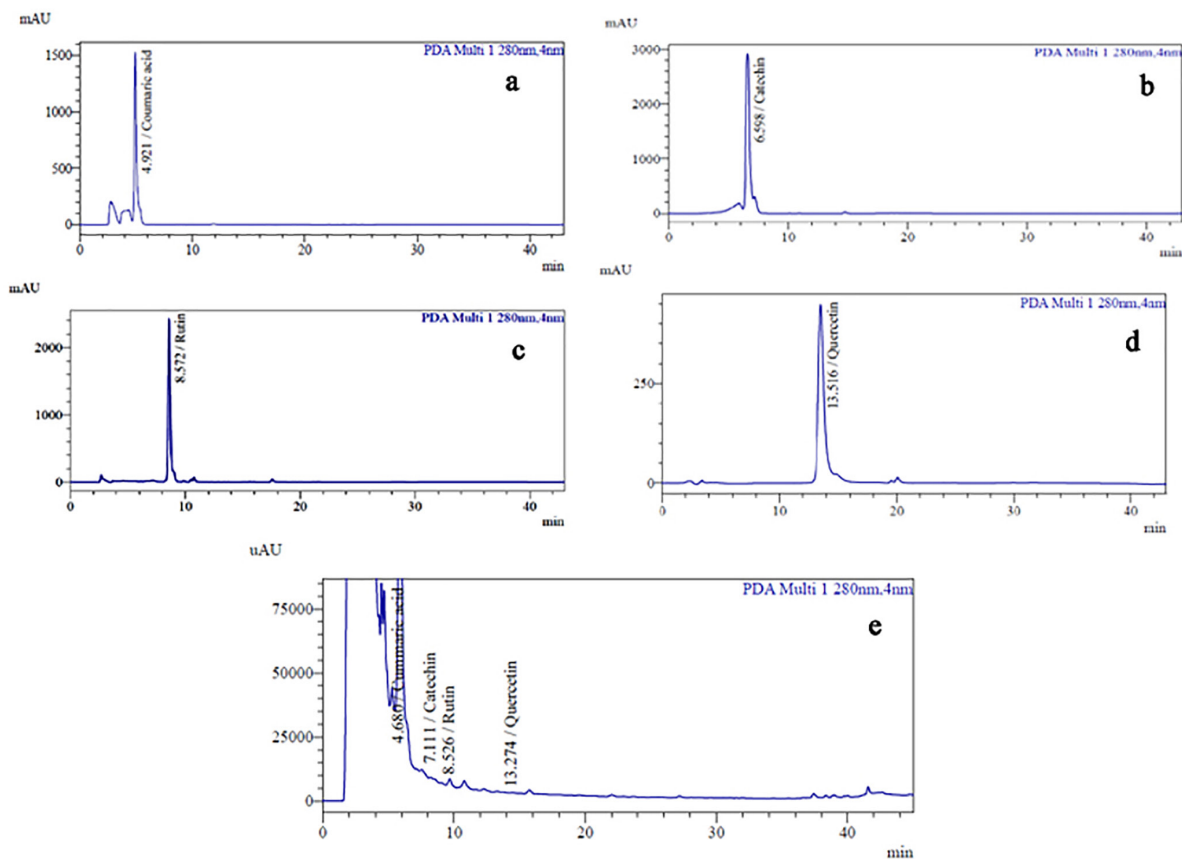 mAU
PDA Multi 1 280nm,4nm
a
4.921 / Coumaric acid
1500
1000
500
0
0 10 20 30 40
min
mAU
PDA Multi 1 280nm,4nm
b
6.598 / Catechin
3000
2000
1000
0
0 10 20 30 40
min
mAU
PDA Multi 1 280nm,4nm
c
8.572 / Rutin
2000
1000
0
0 10 20 30 40
min
mAU
PDA Multi 1 280nm,4nm
d
13.516 / Quercetin
250
0
0 10 20 30 40
min
uAU
PDA Multi 1 280nm,4nm
e
4.680 / Cummaric acid
7.111 / Catechin
8.526 / Rutin
13.274 / Quercetin
75000
50000
25000
0
0 10 20 30 40
min